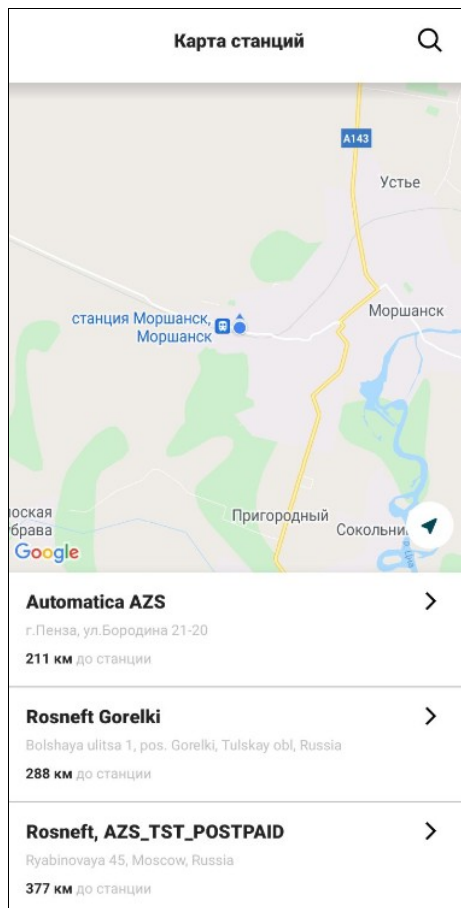 Карта станций
А143
Устье
Моршанск
станция Моршанск,
Моршанск
Пригородный
Google
Automatica AZS
г.Пенза, ул.Бородина 21-20
211 км до станции
Rosneft Gorelki
Bolshaya ulitsa 1, pos. Gorelki, Tulskay obl, Russia
288 км до станции
Rosneft, AZS_TST_POSTPAID
Ryabinovaya 45, Moscow, Russia
377 км до станции